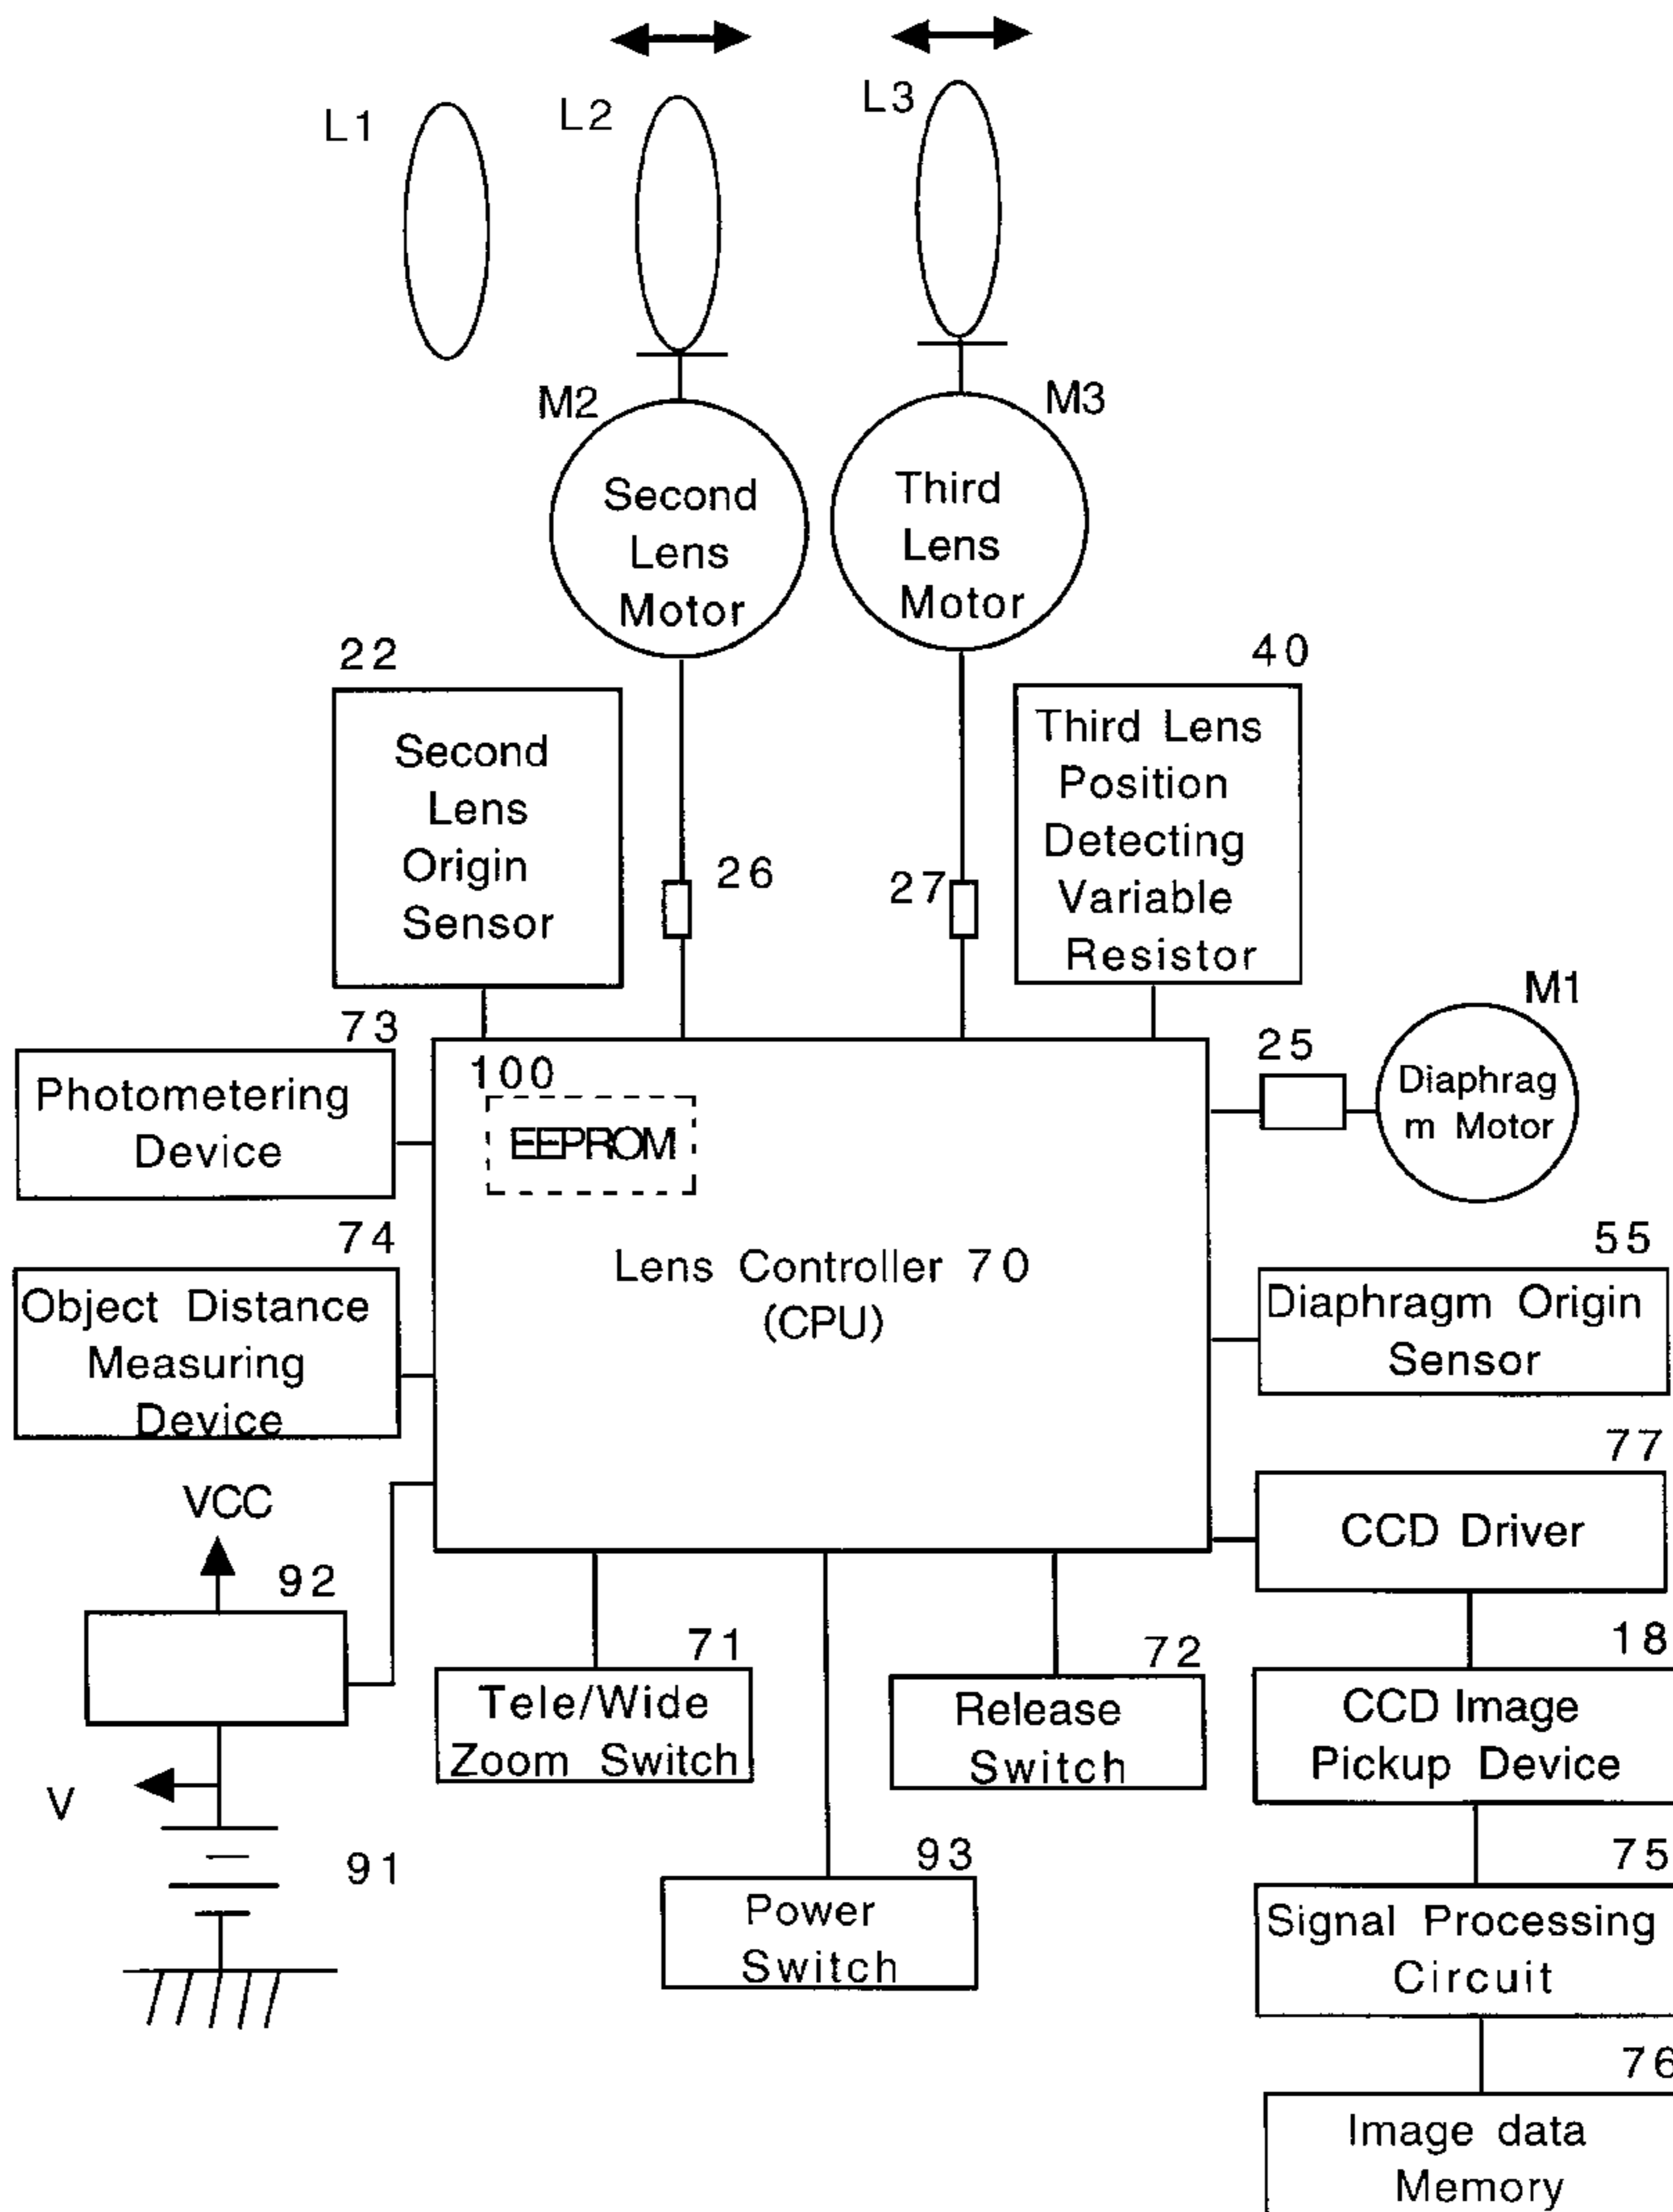 L1
L2
L3
M2
M3
Second
Lens
Motor
Third
Lens
Motor
22
Second
Lens
Origin
Sensor
26
27
40
Third Lens
Position
Detecting
Variable
Resistor
M1
25
Diaphrag
m Motor
73
Photometering
Device
100
EEPROM
74
Object Distance
Measuring
Device
Lens Controller 70
(CPU)
55
Diaphragm Origin
Sensor
77
CCD Driver
VCC
92
71
Tele/Wide
Zoom Switch
72
Release
Switch
18
CCD Image
Pickup Device
V
91
93
Power
Switch
75
Signal Processing
Circuit
76
Image data
Memory